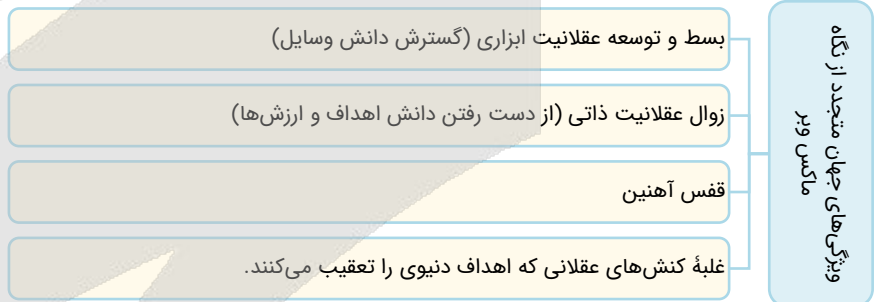 ویژگی‌های جهان متجدد از نگاه
ماکس وبر
بسط و توسعه عقلانیت ابزاری (گسترش دانش وسایل)
زوال عقلانیت ذاتی (از دست رفتن دانش اهداف و ارزش‌ها)
قفس آهنین
غلبهٔ کنش‌های عقلانی که اهداف دنیوی را تعقیب می‌کنند.